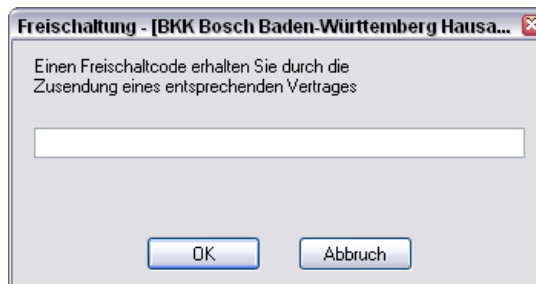 Freischaltung - [BKK Bosch Baden-Württemberg Hausa...
Einen Freischaltcode erhalten Sie durch die
Zusendung eines entsprechenden Vertrages
OK
Abbruch